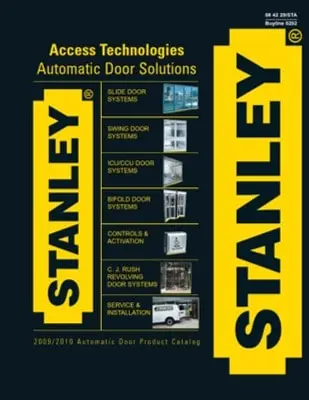 08 42 29/STA
Buyline 0282
Access Technologies
Automatic Door Solutions
STANLEY®
SLIDE DOOR
SYSTEMS
SWING DOOR
SYSTEMS
ICU/CCU DOOR
SYSTEMS
BIFOLD DOOR
SYSTEMS
CONTROLS &
ACTIVATION
C. J. RUSH
REVOLVING
DOOR SYSTEMS
SERVICE &
INSTALLATION
STANLEY®
2009/2010 Automatic Door Product Catalog